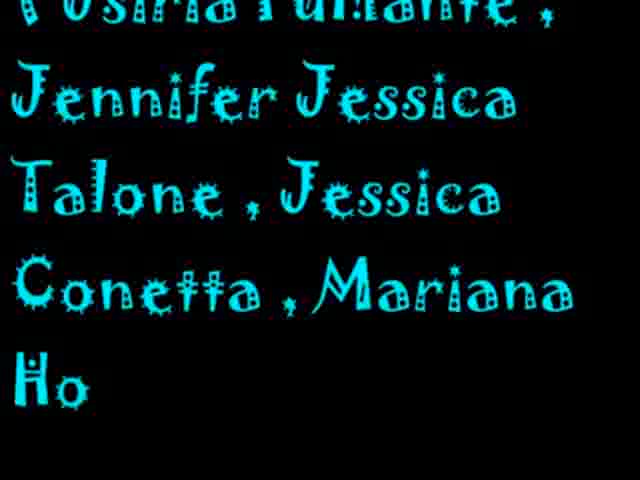 Jennifer Jessica
Talone , Jessica
Conetta , Mariana
Ho